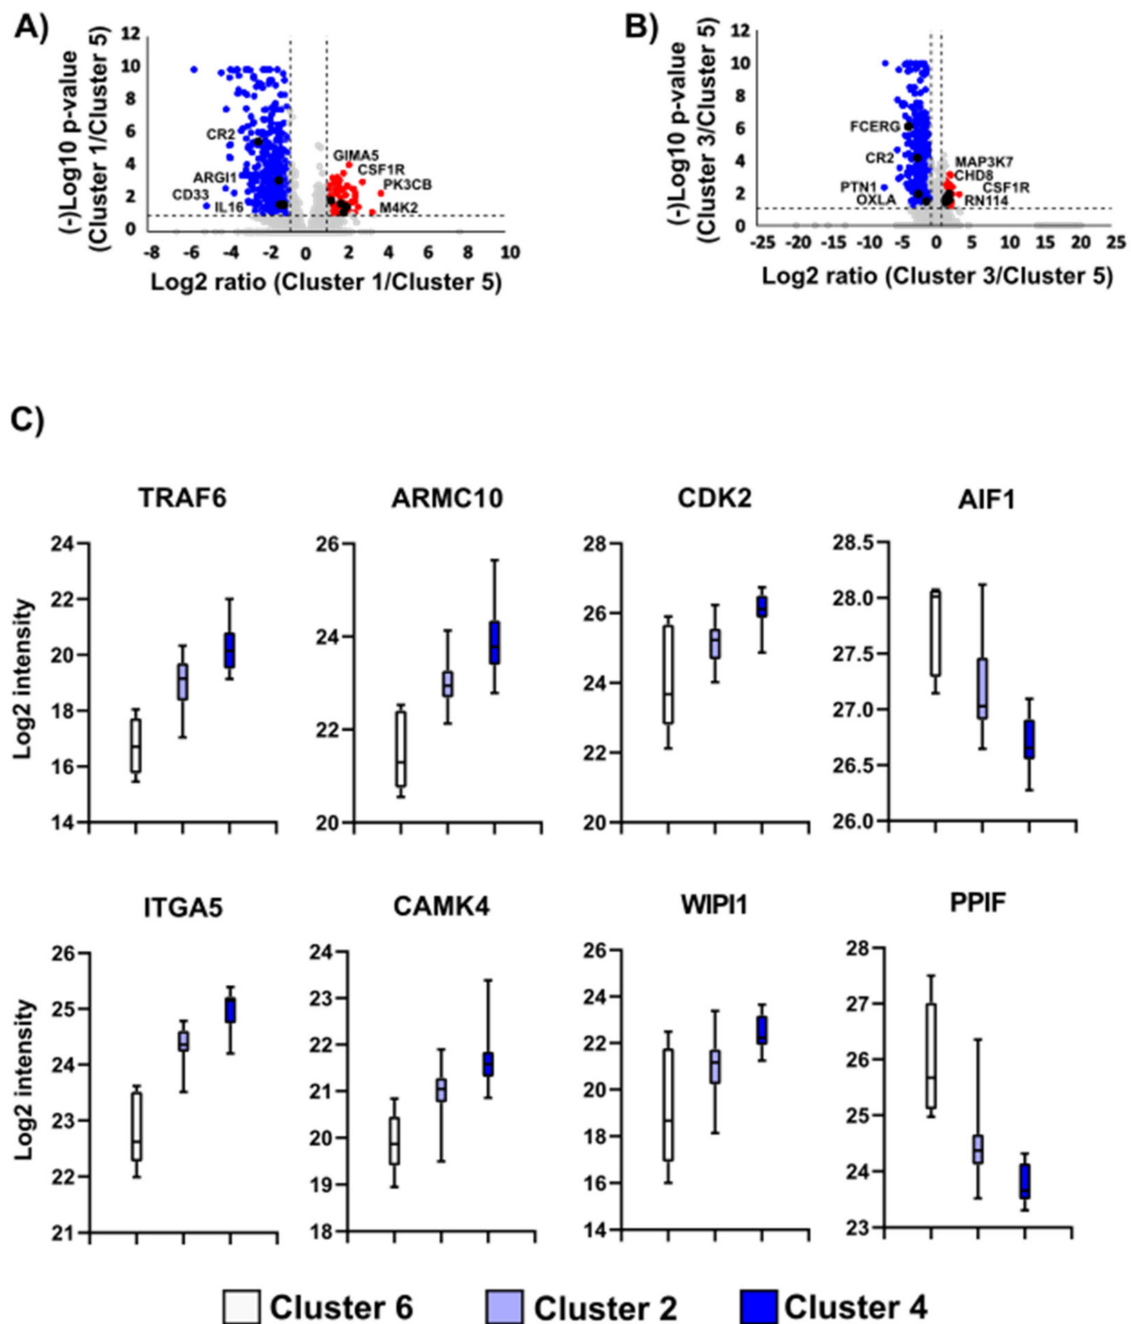 A)
(-)Log10 p-value
(Cluster 1/Cluster 5)
12
10
8
6
4
2
0
CR2
ARGI1
CD33
IL16
GIMA5
CSF1R
PK3CB
M4K2
-8 -6 -4 -2 0 2 4 6 8 10
Log2 ratio (Cluster 1/Cluster 5)
B)
(-)Log10 p-value
(Cluster 3/Cluster 5)
12
10
8
6
4
2
0
FCERG
CR2
PTN1
OXLA
MAP3K7
CHD8
CSF1R
RN114
-25 -20 -15 -10 -5 0 5 10 15 20 25
Log2 ratio (Cluster 3/Cluster 5)
C)
TRAF6
Log2 intensity
24
22
20
18
16
14
ARMC10
26
24
22
20
CDK2
28
26
24
22
20
AIF1
28.5
28.0
27.5
27.0
26.5
26.0
ITGA5
Log2 intensity
26
25
24
23
22
21
CAMK4
24
23
22
21
20
19
18
WIPI1
26
24
22
20
18
16
14
PPIF
28
27
26
25
24
23
Cluster 6 Cluster 2 Cluster 4